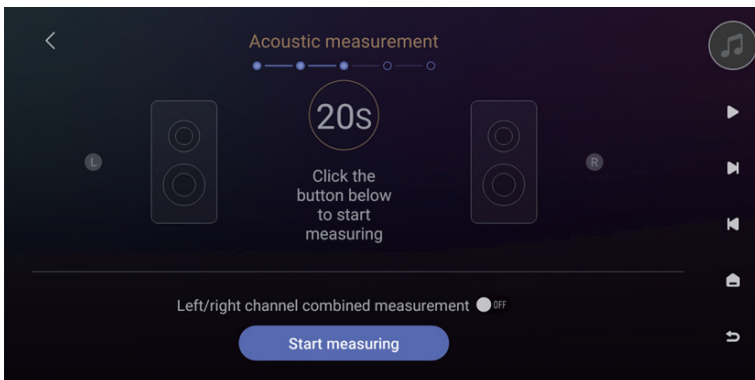 Acoustic measurement
20s
L
R
Click the
button below
to start
measuring
Left/right channel combined measurement OFF
Start measuring